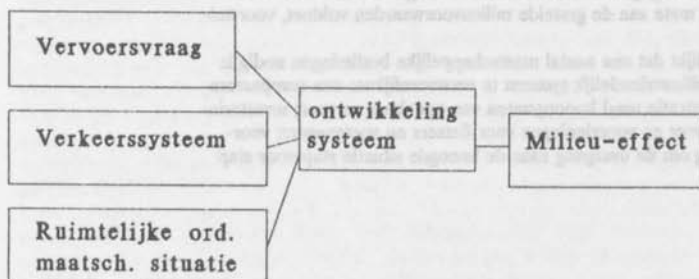 Vervoersvraag
Verkeerssysteem
Ruimtelijke ord.
maatsch. situatie
ontwikkeling
systeem
Milieu-effect